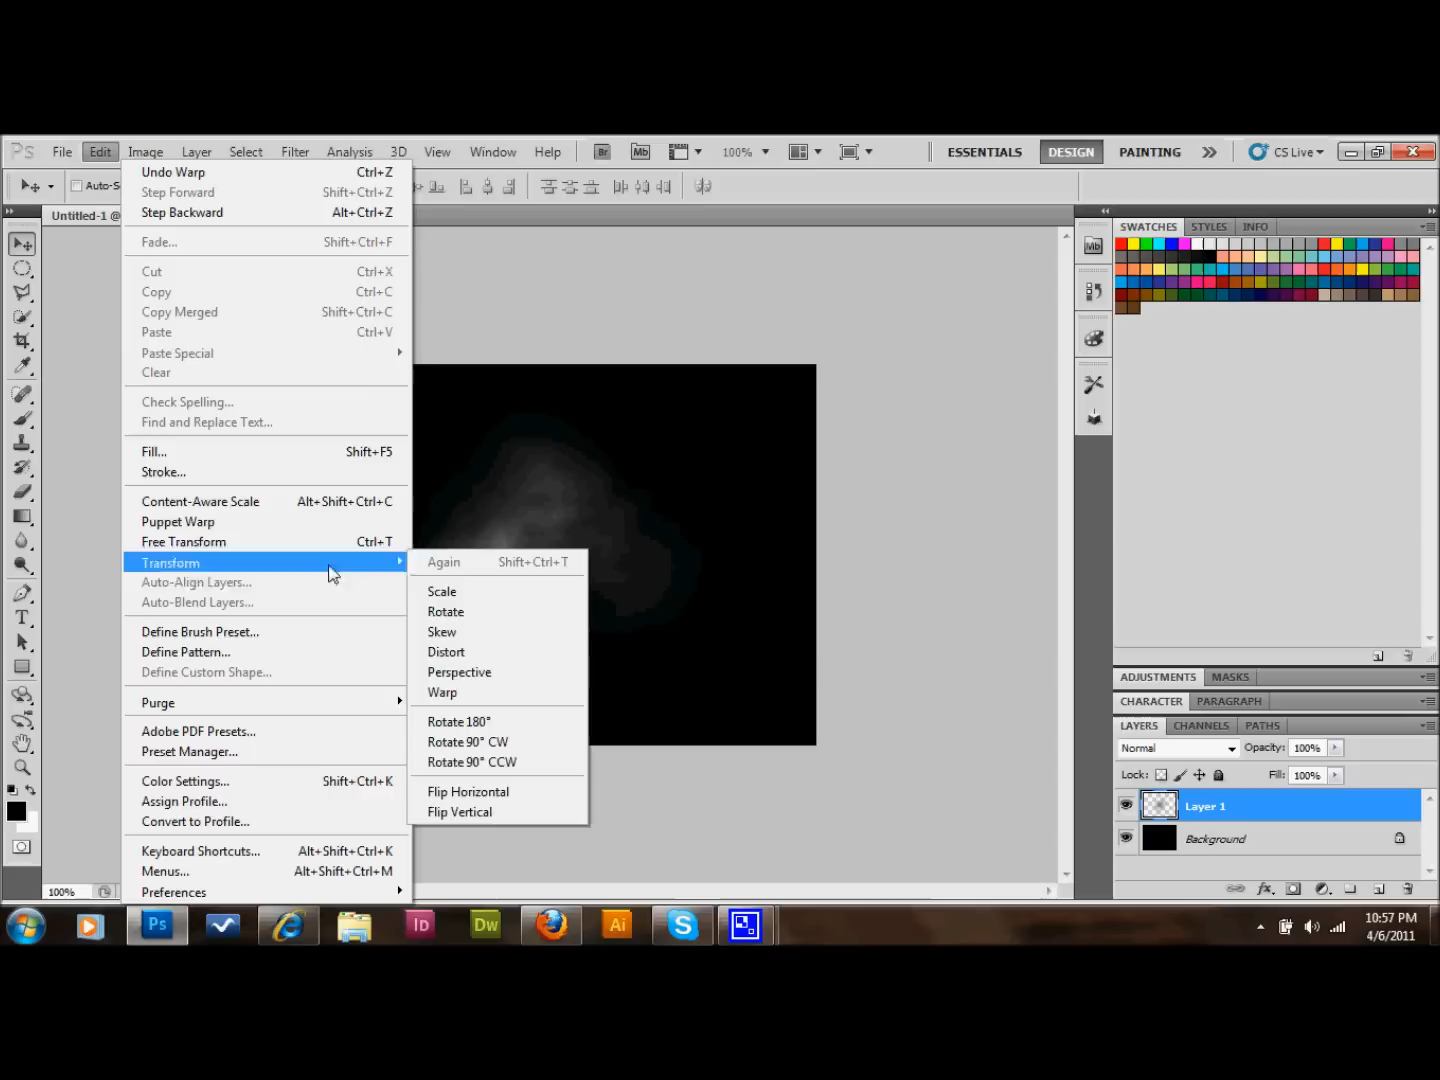 Ps File Edit Image Layer Select Filter Analysis 3D View Window Help Br Mb 100% ESSENTIALS DESIGN PAINTING CS Live
Untitled-1 @
Undo Warp Ctrl+Z
Step Forward Shift+Ctrl+Z
Step Backward Alt+Ctrl+Z
Fade... Shift+Ctrl+F
Cut Ctrl+X
Copy Ctrl+C
Copy Merged Shift+Ctrl+C
Paste Ctrl+V
Paste Special
Clear
Check Spelling...
Find and Replace Text...
Fill... Shift+F5
Stroke...
Content-Aware Scale Alt+Shift+Ctrl+C
Puppet Warp
Free Transform Ctrl+T
Transform
Auto-Align Layers...
Auto-Blend Layers...
Define Brush Preset...
Define Pattern...
Define Custom Shape...
Purge
Adobe PDF Presets...
Preset Manager...
Color Settings... Shift+Ctrl+K
Assign Profile...
Convert to Profile...
Keyboard Shortcuts... Alt+Shift+Ctrl+K
Menus... Alt+Shift+Ctrl+M
Preferences
Again Shift+Ctrl+T
Scale
Rotate
Skew
Distort
Perspective
Warp
Rotate 180°
Rotate 90° CW
Rotate 90° CCW
Flip Horizontal
Flip Vertical
SWATCHES STYLES INFO
Mb
ADJUSTMENTS MASKS
CHARACTER PARAGRAPH
LAYERS CHANNELS PATHS
Normal Opacity: 100%
Lock: Fill: 100%
Layer 1
Background
100%
Ps Id Dw Ai
10:57 PM
4/6/2011